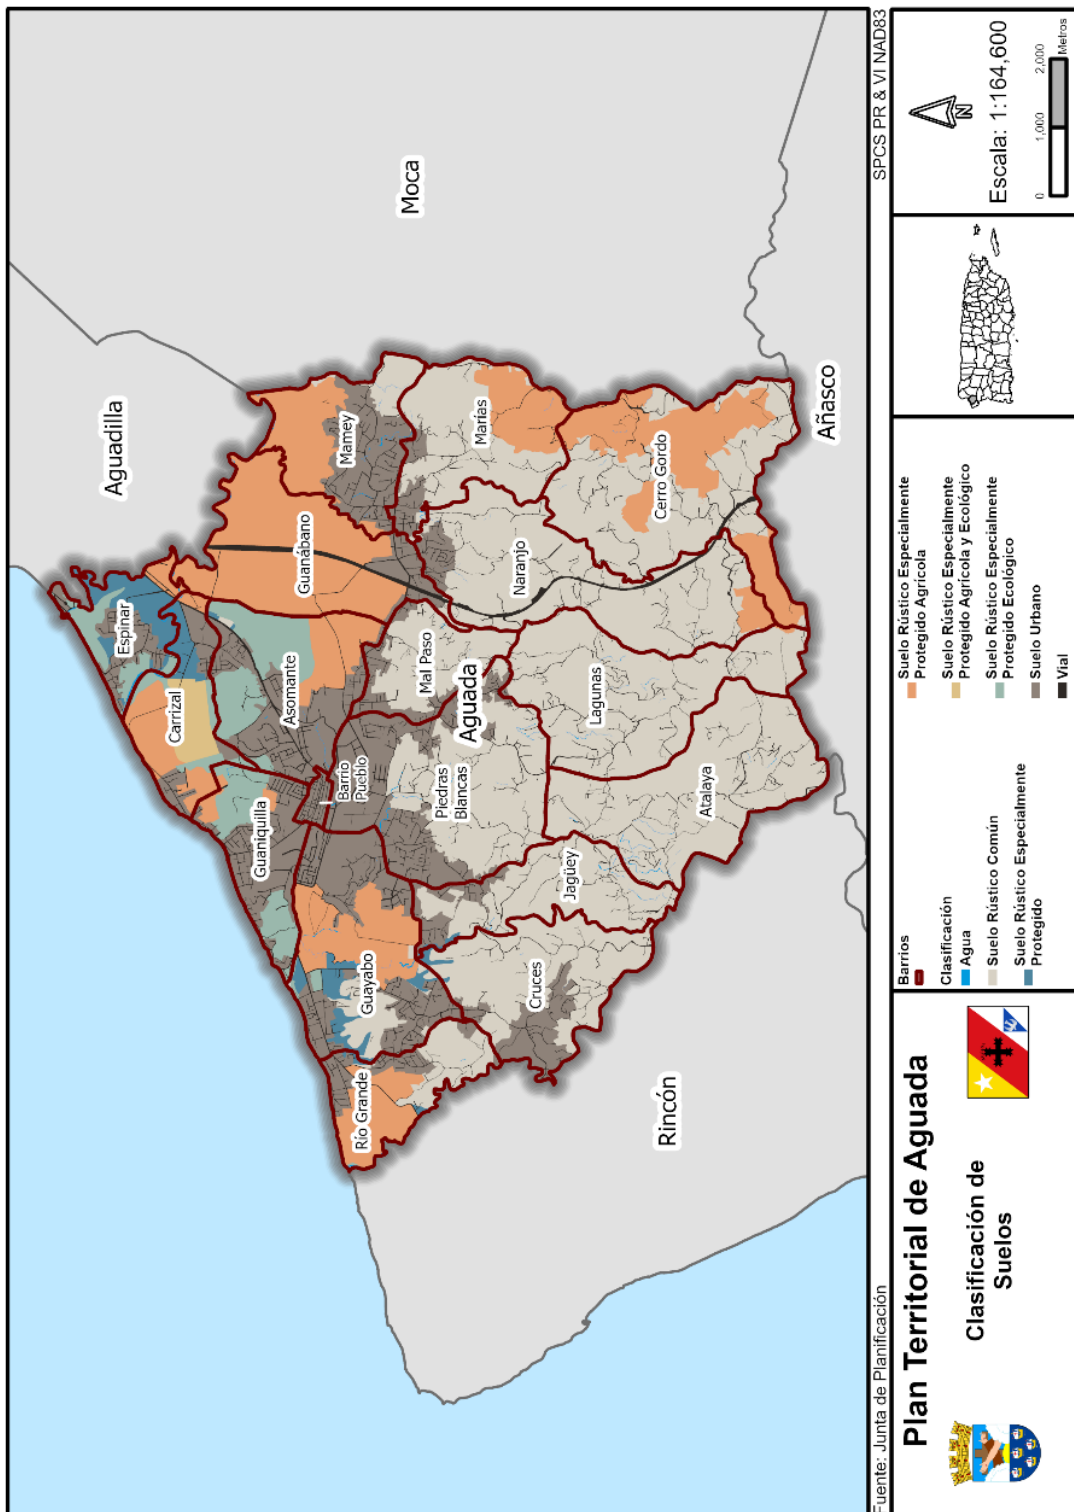 Aguadilla
Moca
Añasco
Rincón
Aguada
Espinar
Carrizal
Guaniquilla
Asomante
Guanábano
Mamey
Marías
Cerro Gordo
Naranjo
Mal Paso
Lagunas
Atalaya
Piedras
Blancas
Barrio
Pueblo
Jagüey
Cruces
Guayabo
Río Grande
Fuente: Junta de Planificación
SPCS PR & VI NAD83
Plan Territorial de Aguada
Clasificación de
Suelos
Barrios
Clasificación
Agua
Suelo Rústico Común
Suelo Rústico Especialmente
Protegido
Suelo Rústico Especialmente
Protegido Agrícola
Suelo Rústico Especialmente
Protegido Agrícola y Ecológico
Suelo Rústico Especialmente
Protegido Ecológico
Suelo Urbano
Vial
N
Escala: 1:164,600
0 1,000 2,000
Metros